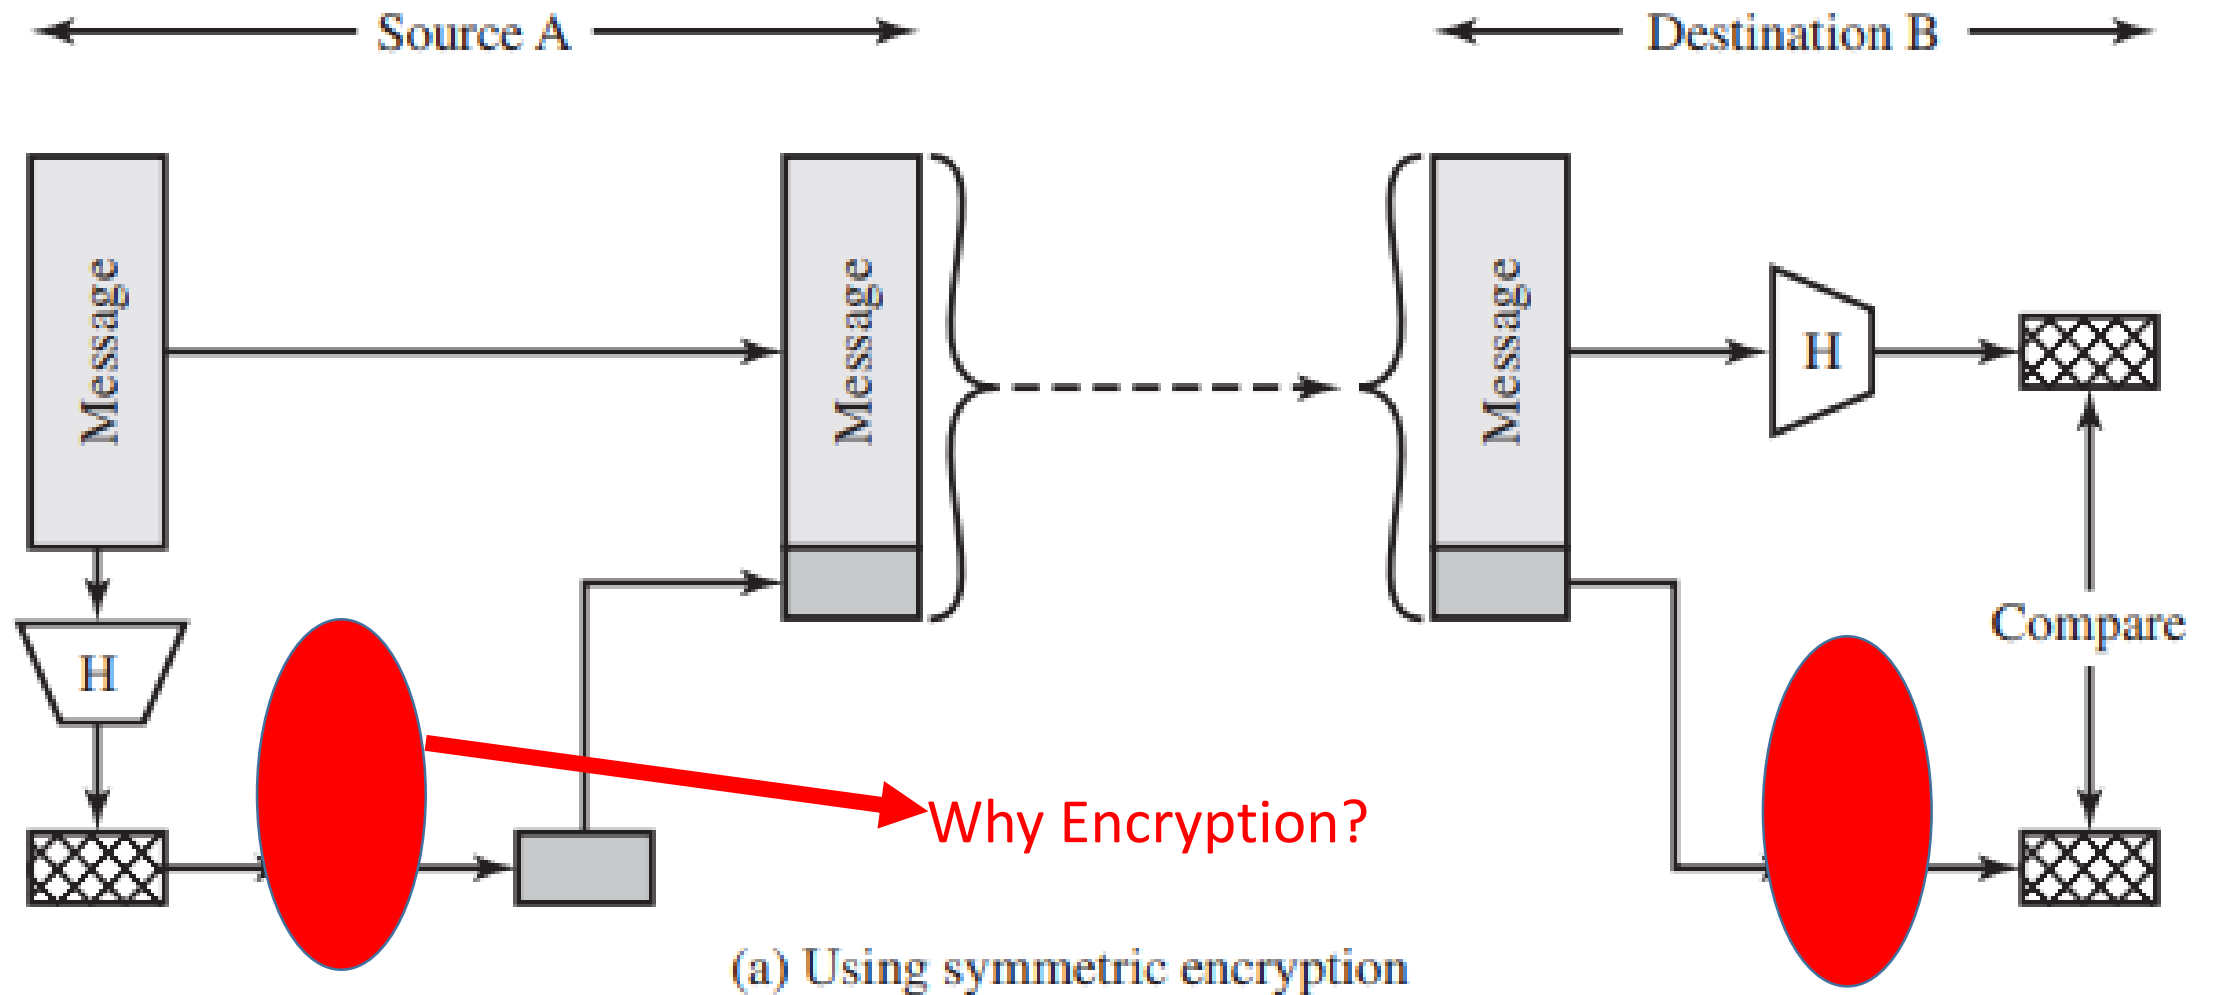 Source A
Destination B
Message
Message
Message
H
Compare
H
Why Encryption?
(a) Using symmetric encryption